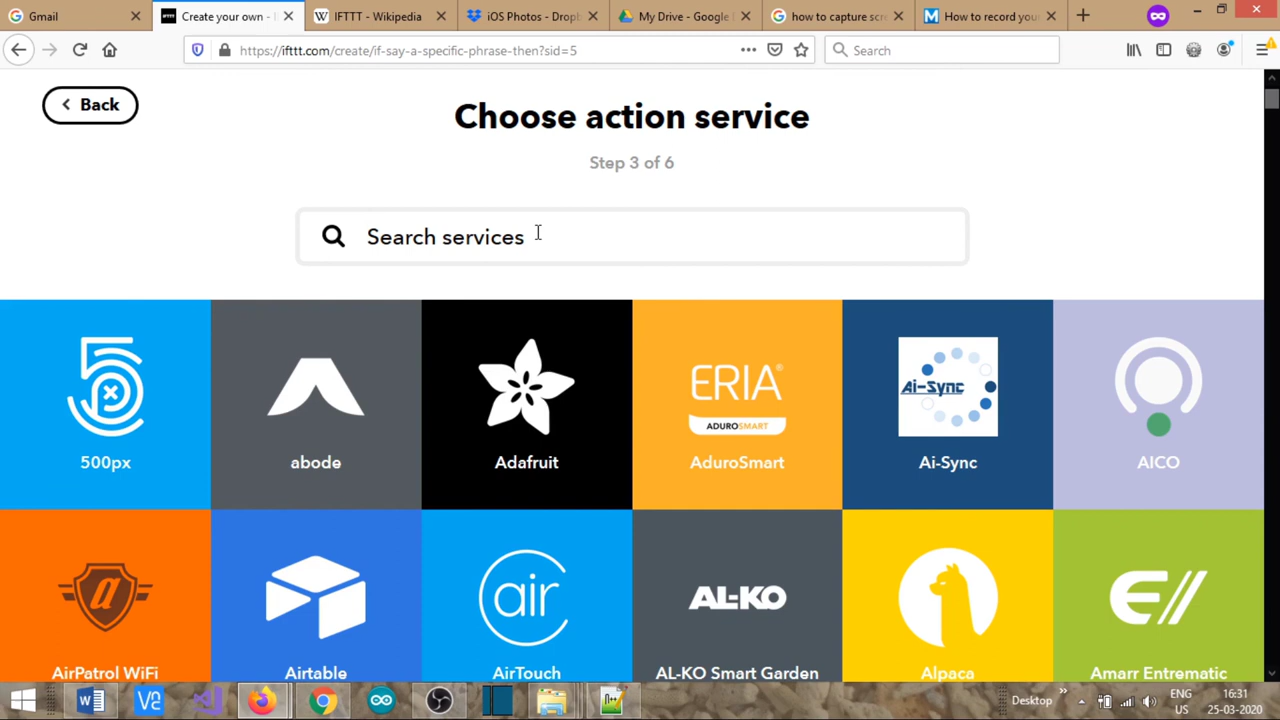 Gmail
Create your own - I
IFTTT - Wikipedia
iOS Photos - Dropb
My Drive - Google D
how to capture scre
How to record your
https://ifttt.com/create/if-say-a-specific-phrase-then?sid=5
Search
Back
Choose action service
Step 3 of 6
Search services
5
ERIA®
ADUROSMART
Ai-Sync
500px
abode
Adafruit
AduroSmart
Ai-Sync
AICO
a
air
AL-KO
E//
AirPatrol WiFi
Airtable
AirTouch
AL-KO Smart Garden
Alpaca
Amarr Entrematic
Desktop
ENG
US
16:31
25-03-2020